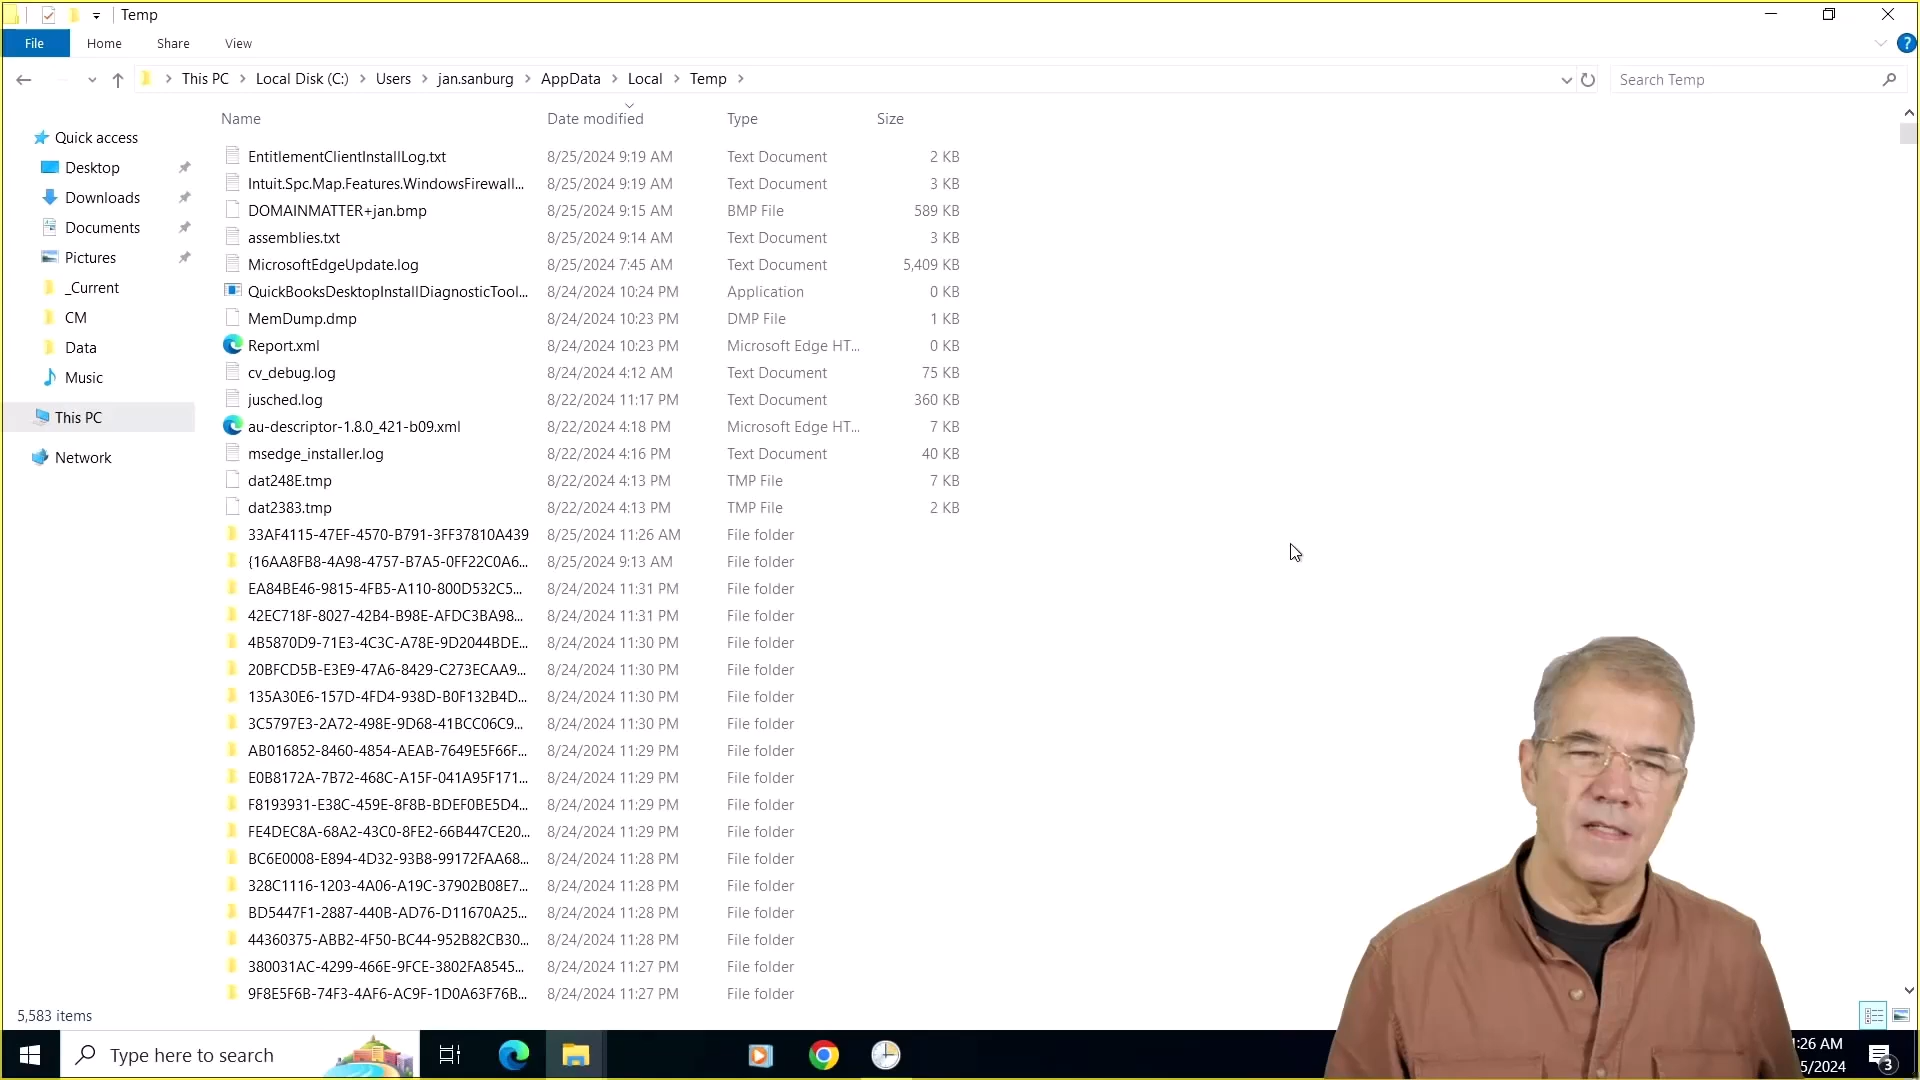 Temp
File Home Share View
This PC Local Disk (C:) Users jan.sanburg AppData Local Temp
Search Temp
Name Date modified Type Size
Quick access
Desktop
Downloads
Documents
Pictures
_Current
CM
Data
Music
This PC
Network
EntitlementClientInstallLog.txt 8/25/2024 9:19 AM Text Document 2 KB
Intuit.Spc.Map.Features.WindowsFirewall... 8/25/2024 9:19 AM Text Document 3 KB
DOMAINMATTER+jan.bmp 8/25/2024 9:15 AM BMP File 589 KB
assemblies.txt 8/25/2024 9:14 AM Text Document 3 KB
MicrosoftEdgeUpdate.log 8/25/2024 7:45 AM Text Document 5,409 KB
QuickBooksDesktopInstallDiagnosticTool... 8/24/2024 10:24 PM Application 0 KB
MemDump.dmp 8/24/2024 10:23 PM DMP File 1 KB
Report.xml 8/24/2024 10:23 PM Microsoft Edge HT... 0 KB
cv_debug.log 8/24/2024 4:12 AM Text Document 75 KB
jusched.log 8/22/2024 11:17 PM Text Document 360 KB
au-descriptor-1.8.0_421-b09.xml 8/22/2024 4:18 PM Microsoft Edge HT... 7 KB
msedge_installer.log 8/22/2024 4:16 PM Text Document 40 KB
dat248E.tmp 8/22/2024 4:13 PM TMP File 7 KB
dat2383.tmp 8/22/2024 4:13 PM TMP File 2 KB
33AF4115-47EF-4570-B791-3FF37810A439 8/25/2024 11:26 AM File folder
{16AA8FB8-4A98-4757-B7A5-0FF22C0A6... 8/25/2024 9:13 AM File folder
EA84BE46-9815-4FB5-A110-800D532C5... 8/24/2024 11:31 PM File folder
42EC718F-8027-42B4-B98E-AFDC3BA98... 8/24/2024 11:31 PM File folder
4B5870D9-71E3-4C3C-A78E-9D2044BDE... 8/24/2024 11:30 PM File folder
20BFCD5B-E3E9-47A6-8429-C273ECAA9... 8/24/2024 11:30 PM File folder
135A30E6-157D-4FD4-938D-B0F132B4D... 8/24/2024 11:30 PM File folder
3C5797E3-2A72-498E-9D68-41BCC06C9... 8/24/2024 11:30 PM File folder
AB016852-8460-4854-AEAB-7649E5F66F... 8/24/2024 11:29 PM File folder
E0B8172A-7B72-468C-A15F-041A95F171... 8/24/2024 11:29 PM File folder
F8193931-E38C-459E-8F8B-BDEF0BE5D4... 8/24/2024 11:29 PM File folder
FE4DEC8A-68A2-43C0-8FE2-66B447CE20... 8/24/2024 11:29 PM File folder
BC6E0008-E894-4D32-93B8-99172FAA68... 8/24/2024 11:28 PM File folder
328C1116-1203-4A06-A19C-37902B08E7... 8/24/2024 11:28 PM File folder
BD5447F1-2887-440B-AD76-D11670A25... 8/24/2024 11:28 PM File folder
44360375-ABB2-4F50-BC44-952B82CB30... 8/24/2024 11:28 PM File folder
380031AC-4299-466E-9FCE-3802FA8545... 8/24/2024 11:27 PM File folder
9F8E5F6B-74F3-4AF6-AC9F-1D0A63F76B... 8/24/2024 11:27 PM File folder
5,583 items
Type here to search
:26 AM
5/2024
3